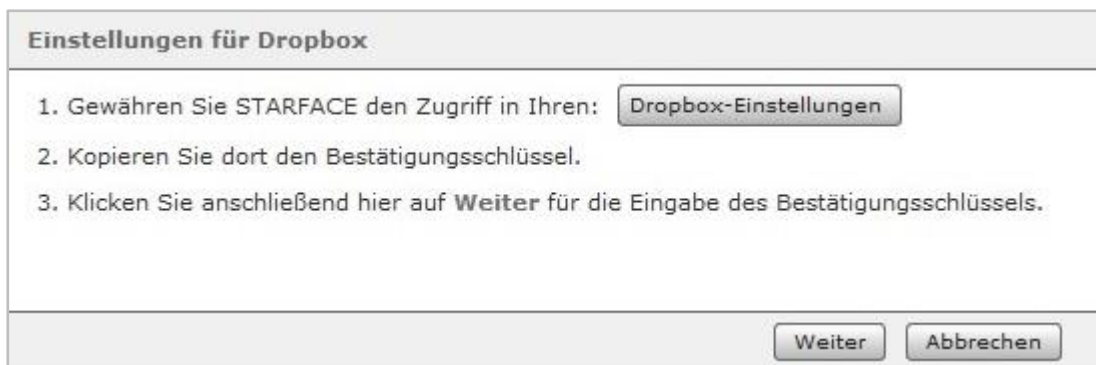 Einstellungen für Dropbox
1. Gewähren Sie STARFACE den Zugriff in Ihren: Dropbox-Einstellungen
2. Kopieren Sie dort den Bestätigungsschlüssel.
3. Klicken Sie anschließend hier auf Weiter für die Eingabe des Bestätigungsschlüssels.
Weiter Abbrechen